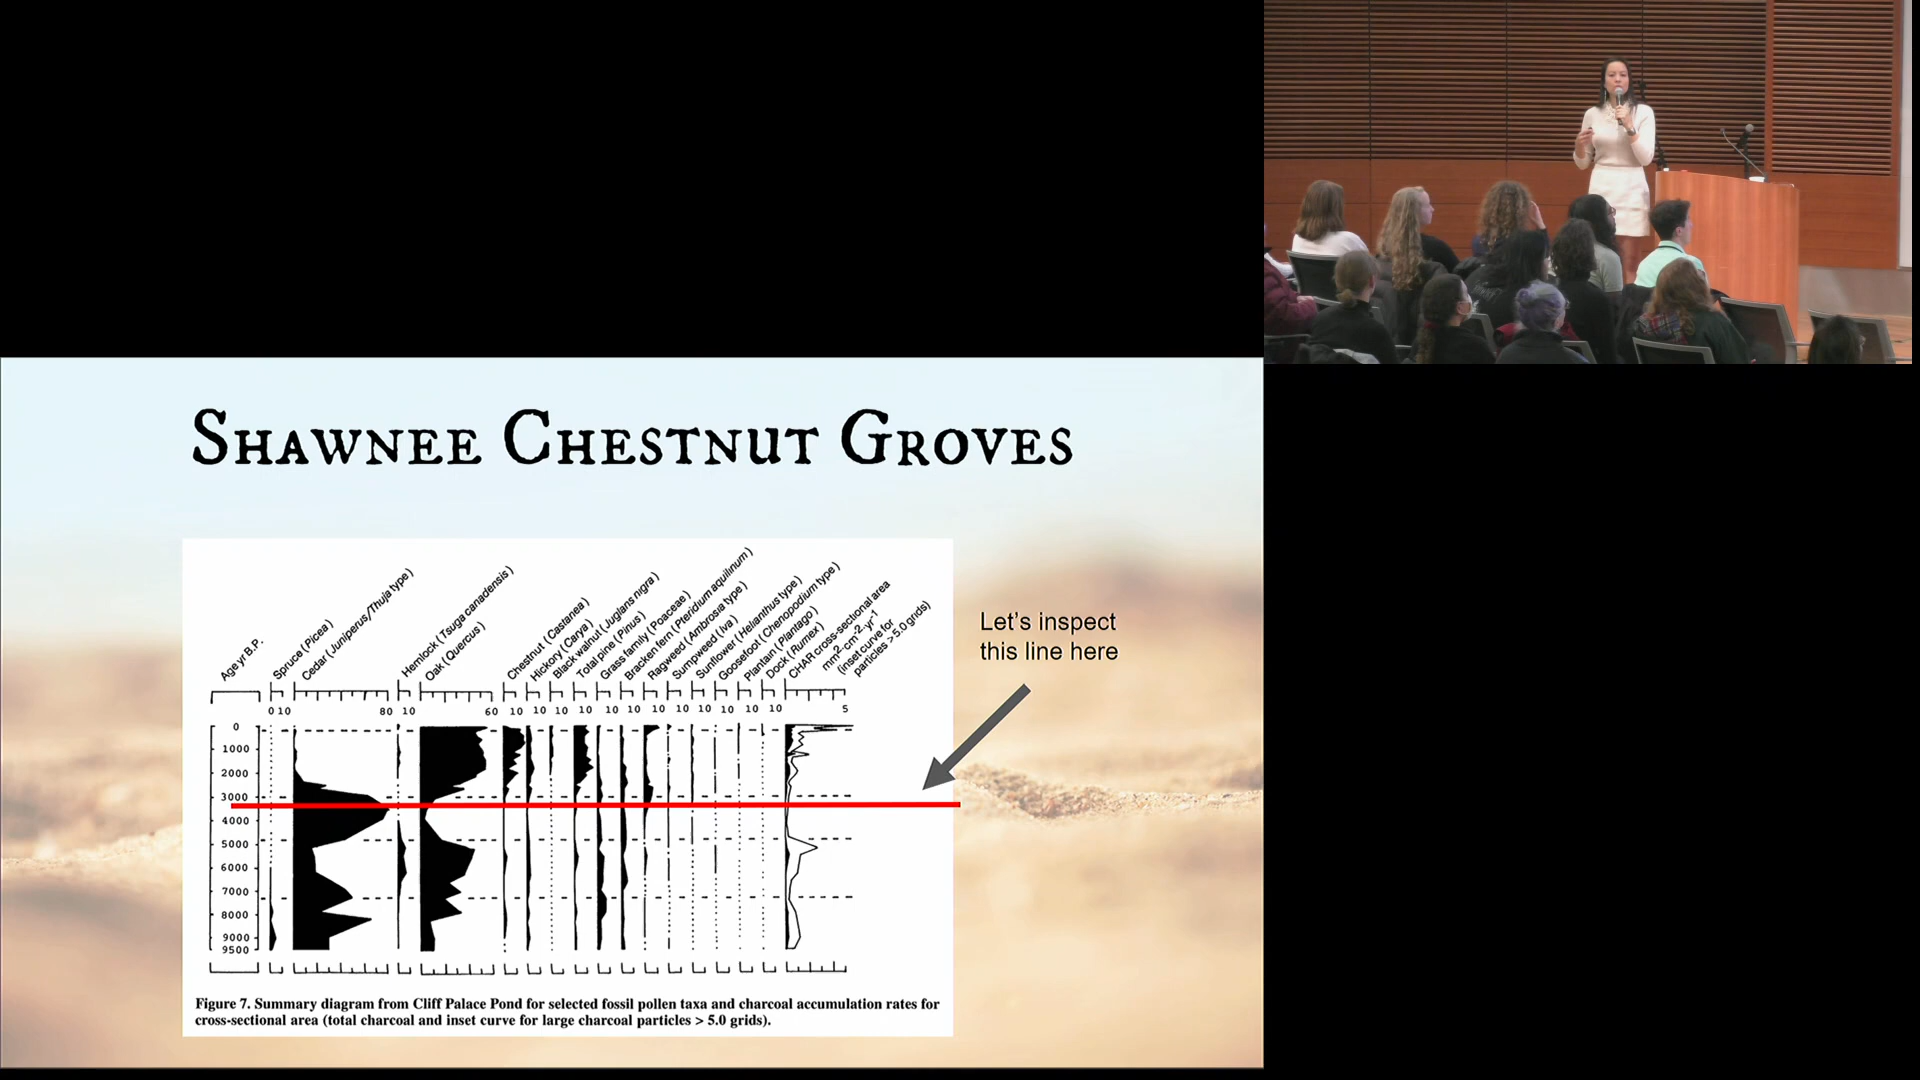 SHAWNEE CHESTNUT GROVES
Let's inspect
this line here
Age yr B.P.
Spruce (Picea)
Cedar (Juniperus/Thuja type)
Hemlock (Tsuga canadensis)
Oak (Quercus)
Chestnut (Castanea)
Hickory (Carya)
Black walnut (Juglans nigra)
Total pine (Pinus)
Grass family (Poaceae)
Bracken fern (Pteridium aquilinum)
Ragweed (Ambrosia type)
Sumpweed (Iva)
Sunflower (Helianthus type)
Goosefoot (Chenopodium type)
Plantain (Plantago)
Dock (Rumex)
CHAR cross-sectional area
mm2·cm-2·yr-1
(inset curve for
particles > 5.0 grids)
0 10 80 10 60 10 10 10 10 10 10 10 10 10 10 10 10 5
0
1000
2000
3000
4000
5000
6000
7000
8000
9000
9500
Figure 7. Summary diagram from Cliff Palace Pond for selected fossil pollen taxa and charcoal accumulation rates for
cross-sectional area (total charcoal and inset curve for large charcoal particles > 5.0 grids).